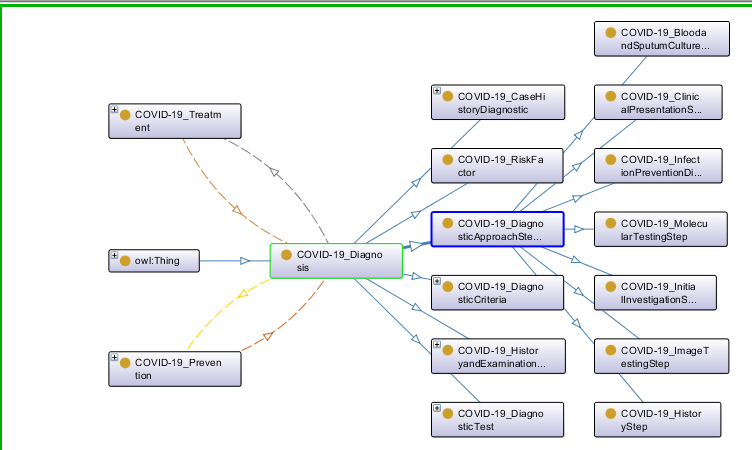 COVID-19_Treatm
ent
owl:Thing
COVID-19_Preven
tion
COVID-19_Diagno
sis
COVID-19_CaseHi
storyDiagnostic
COVID-19_RiskFa
ctor
COVID-19_Diagno
sticApproachSte...
COVID-19_Diagno
sticCriteria
COVID-19_Histor
yandExamination...
COVID-19_Diagno
sticTest
COVID-19_Blooda
ndSputumCulture...
COVID-19_Clinic
alPresentationS...
COVID-19_Infect
ionPreventionDi...
COVID-19_Molecu
larTestingStep
COVID-19_Initia
lInvestigationS...
COVID-19_ImageT
estingStep
COVID-19_Histor
yStep